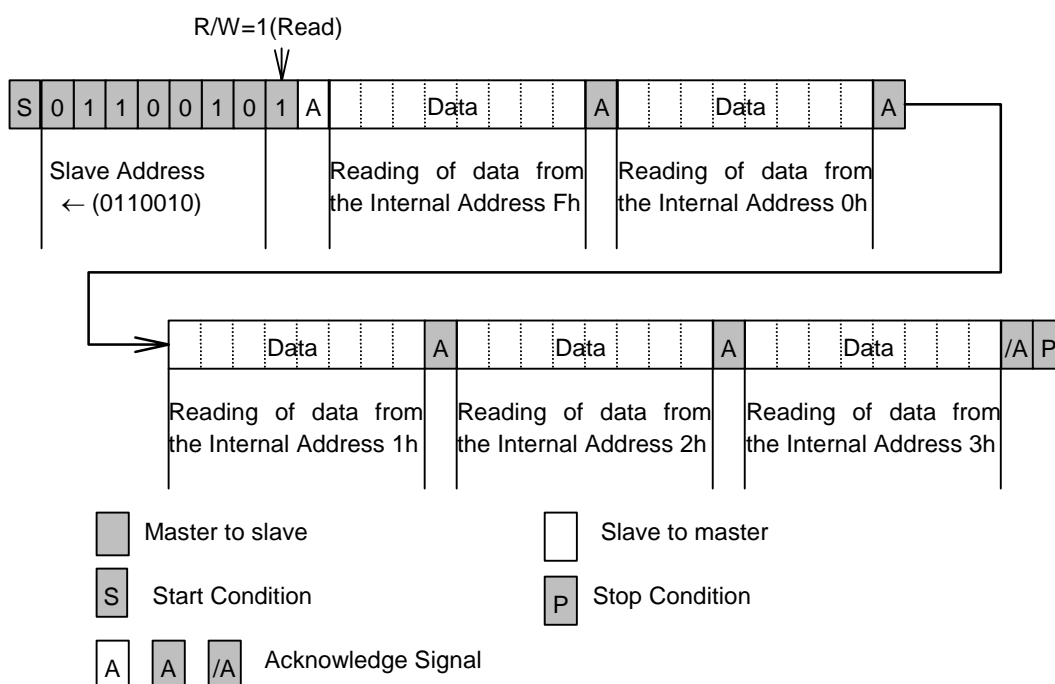 R/W=1(Read)
S 0 1 1 0 0 1 0 1 A Data A Data A
Slave Address
← (0110010)
Reading of data from
the Internal Address Fh
Reading of data from
the Internal Address 0h
Data A Data A Data /A P
Reading of data from
the Internal Address 1h
Reading of data from
the Internal Address 2h
Reading of data from
the Internal Address 3h
Master to slave
Slave to master
S Start Condition
P Stop Condition
A A /A Acknowledge Signal